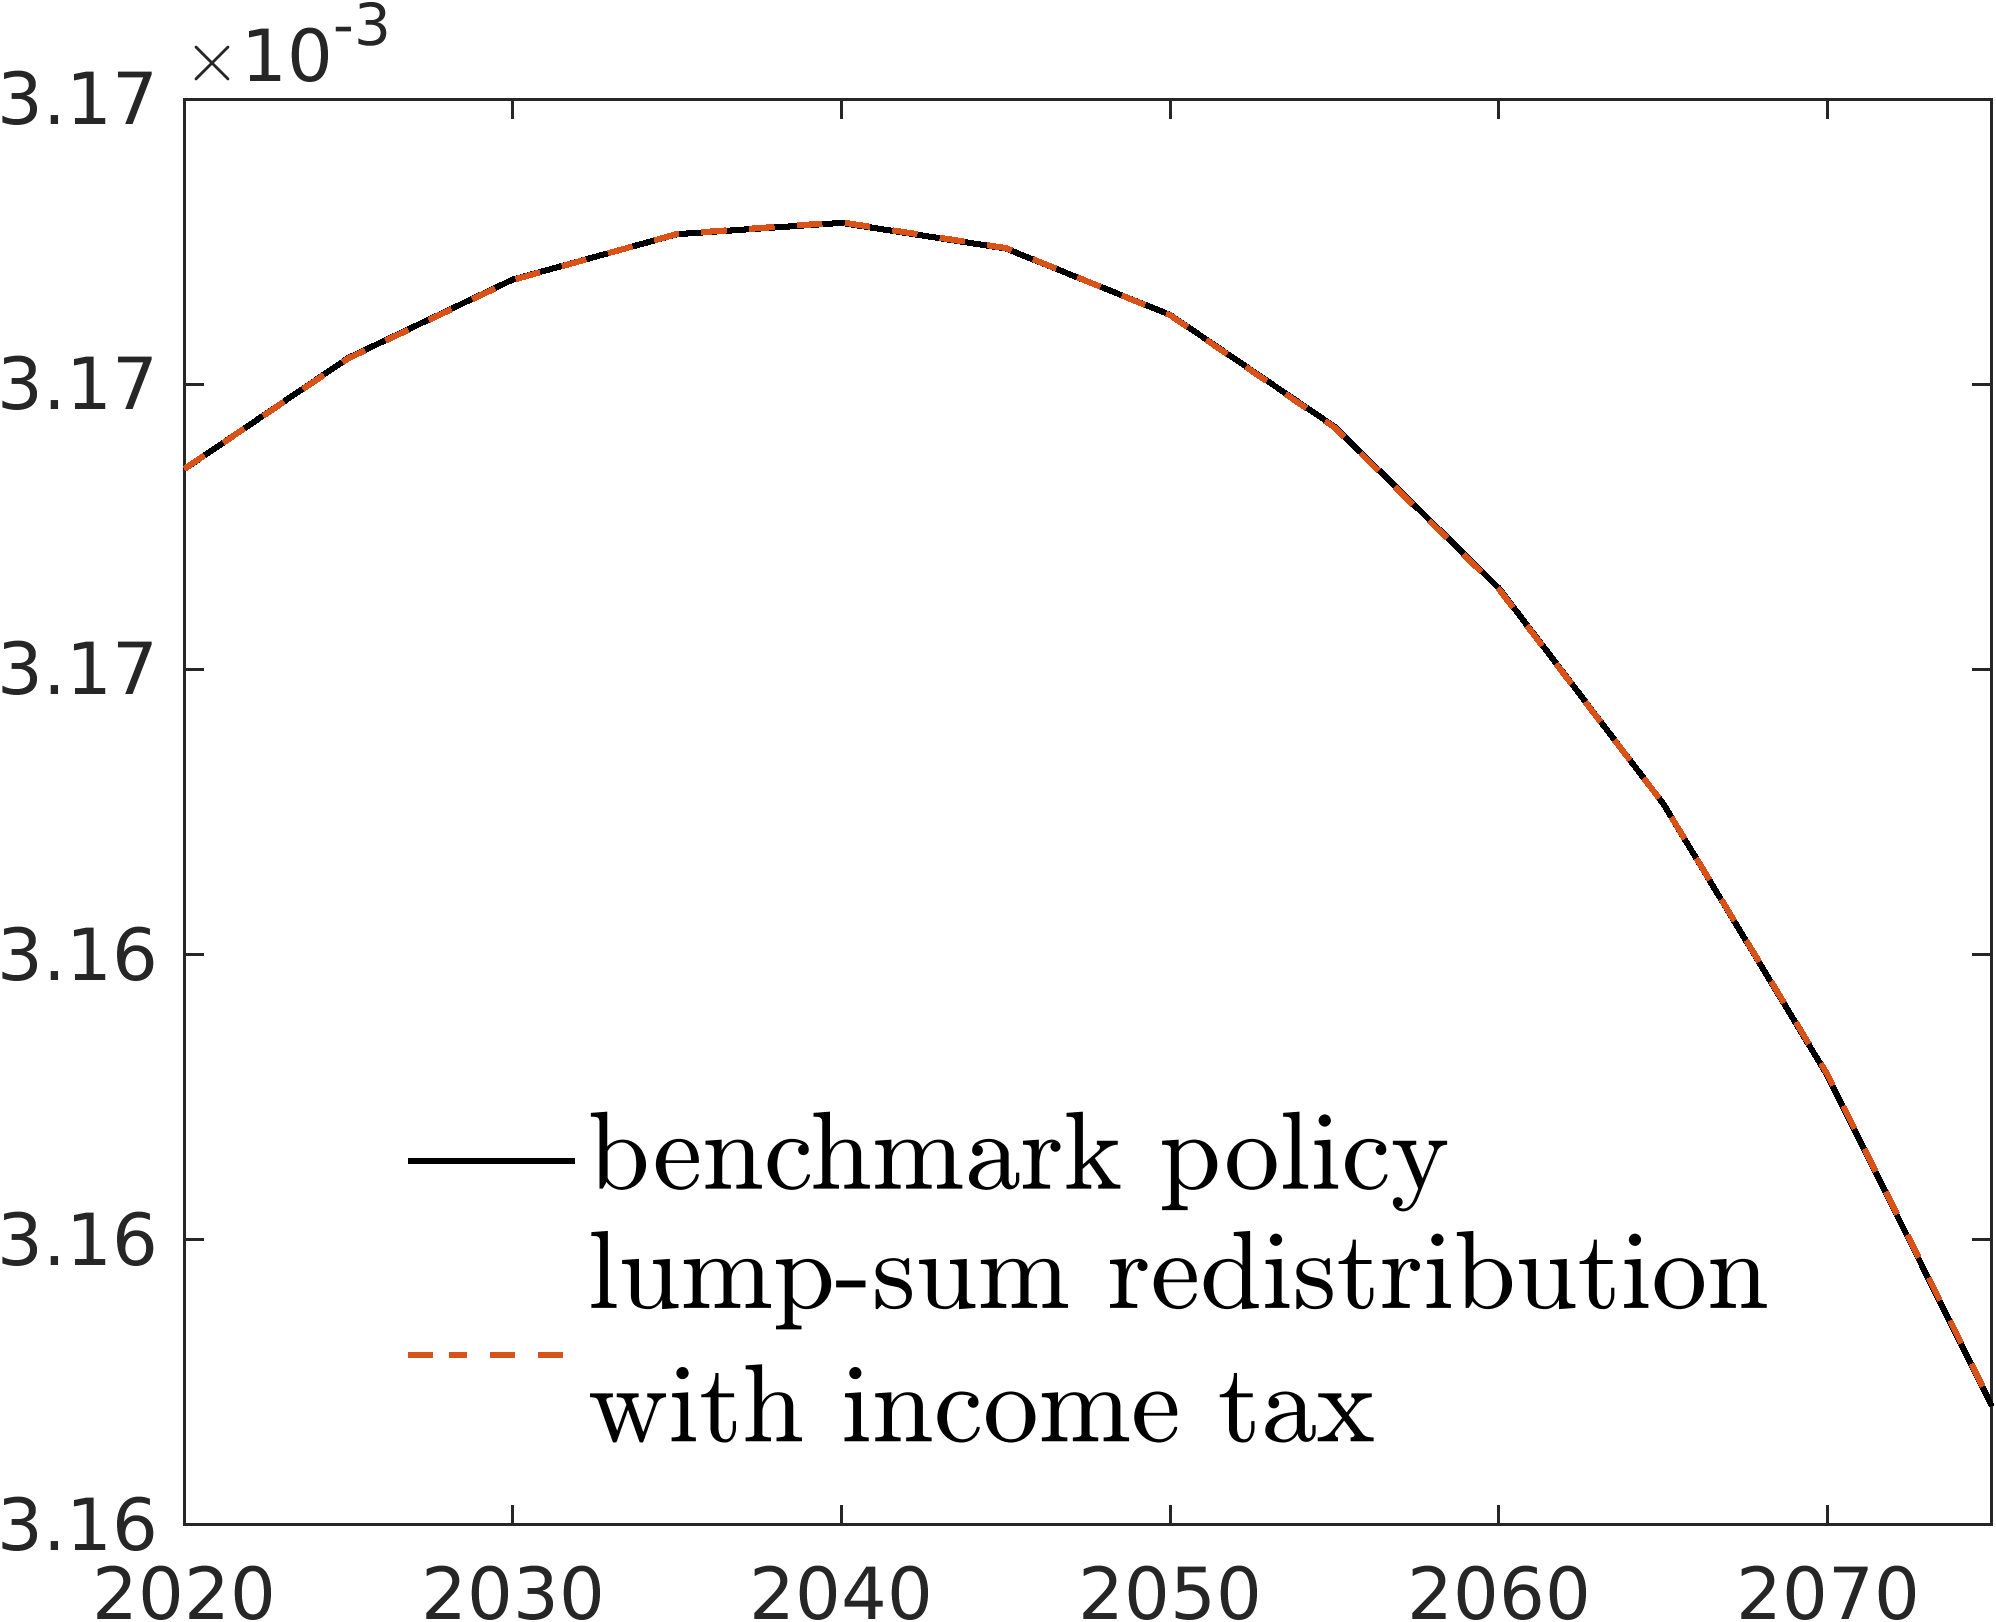 ×10-3
3.17
3.17
3.17
3.16
3.16
3.16
benchmark policy
lump-sum redistribution
with income tax
2020 2030 2040 2050 2060 2070